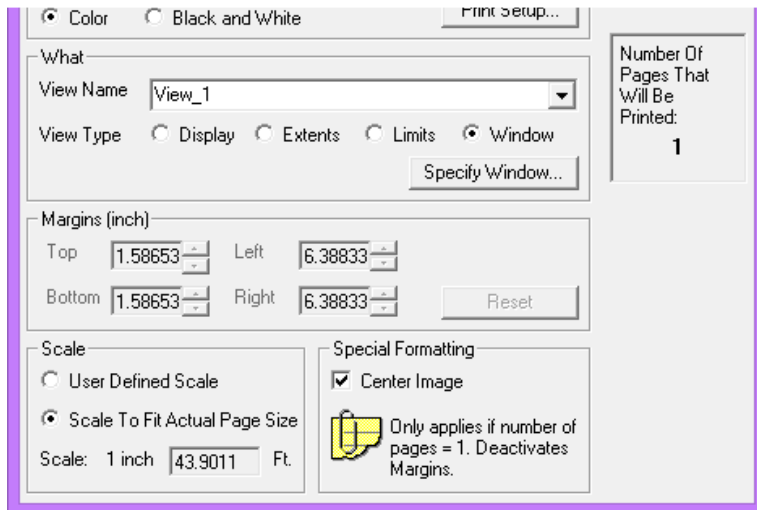 Color Black and White Print Setup...
What
View Name View_1
View Type Display Extents Limits Window
Specify Window...
Number Of
Pages That
Will Be
Printed:
1
Margins (inch)
Top 1.58653 Left 6.38833
Bottom 1.58653 Right 6.38833 Reset
Scale
User Defined Scale
Scale To Fit Actual Page Size
Scale: 1 inch 43.9011 Ft.
Special Formatting
Center Image
Only applies if number of
pages = 1. Deactivates
Margins.